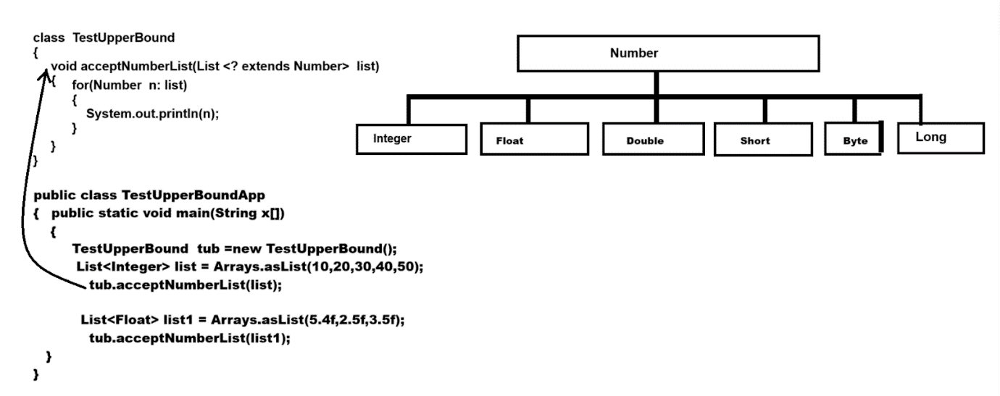 class  TestUpperBound
{
void acceptNumberList(List <? extends Number>  list)
{   for(Number  n: list)
{
System.out.println(n);
}
}
}
public class TestUpperBoundApp
{  public static void main(String x[])
{
TestUpperBound  tub =new TestUpperBound();
List<Integer> list = Arrays.asList(10,20,30,40,50);
tub.acceptNumberList(list);
List<Float> list1 = Arrays.asList(5.4f,2.5f,3.5f);
tub.acceptNumberList(list1);
}
}
Number
Integer
Float
Double
Short
Byte
Long